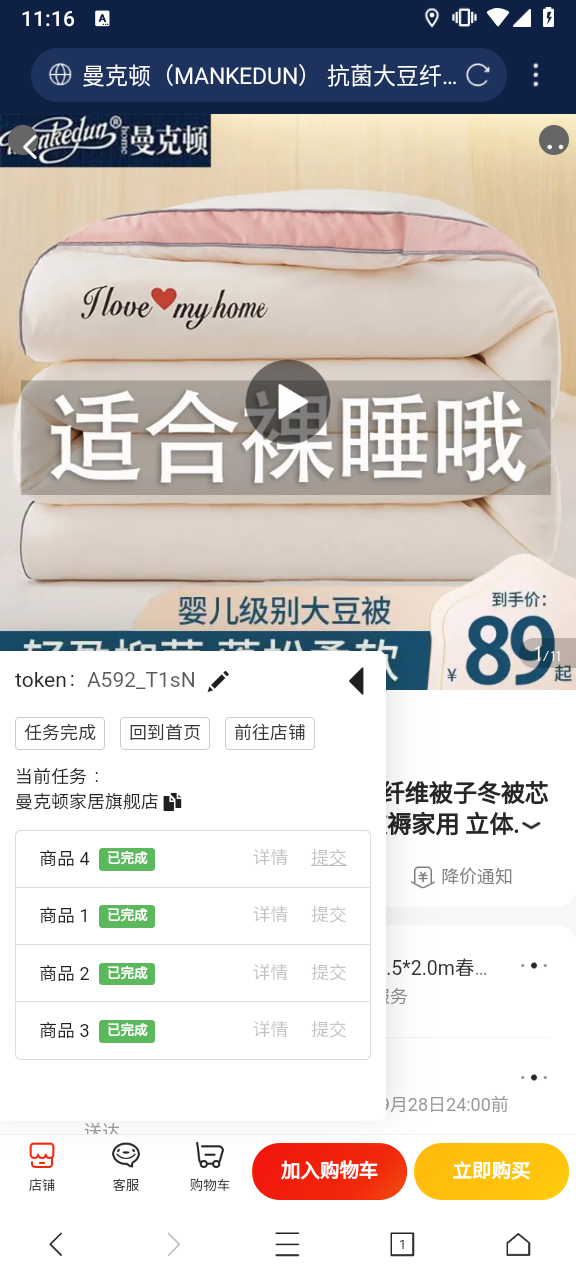 11:16
曼克顿（MANKEDUN） 抗菌大豆纤...
Mankedun® home 曼克顿
I love my home
适合裸睡哦
婴儿级别大豆被
到手价:
¥89起
1/11
token: A592_T1sN
任务完成 回到首页 前往店铺
当前任务：
曼克顿家居旗舰店
纤维被子冬被芯
褥家用 立体.
商品 4 已完成 详情 提交
降价通知
商品 1 已完成 详情 提交
商品 2 已完成 详情 提交
.5*2.0m春...
服务
商品 3 已完成 详情 提交
9月28日24:00前
送达
店铺 客服 购物车 加入购物车 立即购买
1